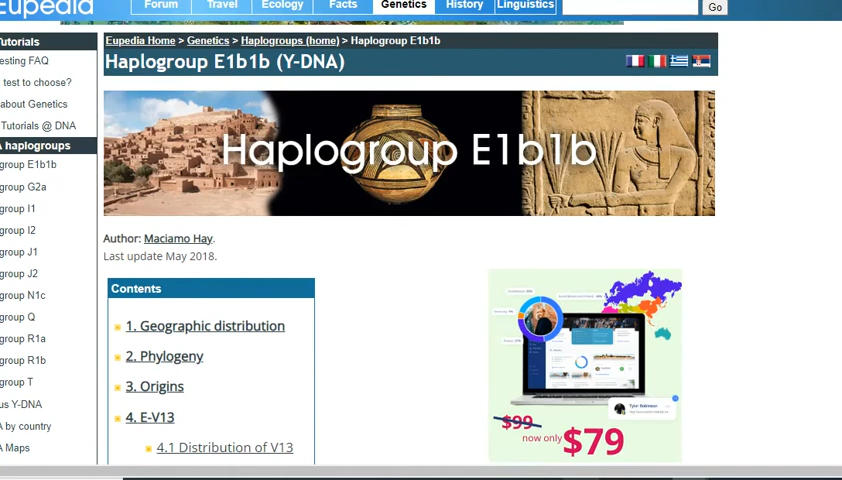 Eupedia
Forum
Travel
Ecology
Facts
Genetics
History
Linguistics
Go
Tutorials
esting FAQ
test to choose?
about Genetics
Tutorials @ DNA
A haplogroups
group E1b1b
group G2a
group I1
group I2
group J1
group J2
group N1c
group Q
group R1a
group R1b
group T
us Y-DNA
A by country
A Maps
Eupedia Home > Genetics > Haplogroups (home) > Haplogroup E1b1b
Haplogroup E1b1b (Y-DNA)
Haplogroup E1b1b
Author: Maciamo Hay.
Last update May 2018.
Contents
1. Geographic distribution
2. Phylogeny
3. Origins
4. E-V13
4.1 Distribution of V13
$99
now only $79